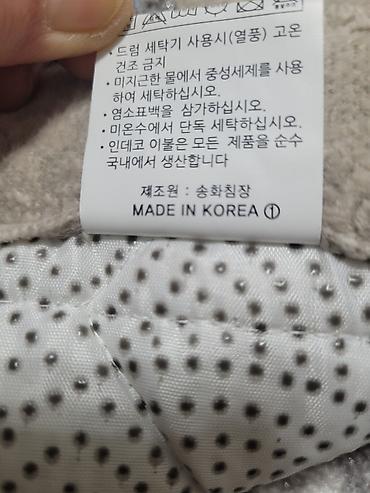 · 드럼 세탁기 사용시(열풍) 고온
건조 금지
· 미지근한 물에서 중성세제를 사용
하여 세탁하십시오.
· 염소표백을 삼가하십시오.
· 미온수에서 단독 세탁하십시오.
· 인데코 이불은 모든 제품을 순수
국내에서 생산합니다
제조원 : 송화침장
MADE IN KOREA ①